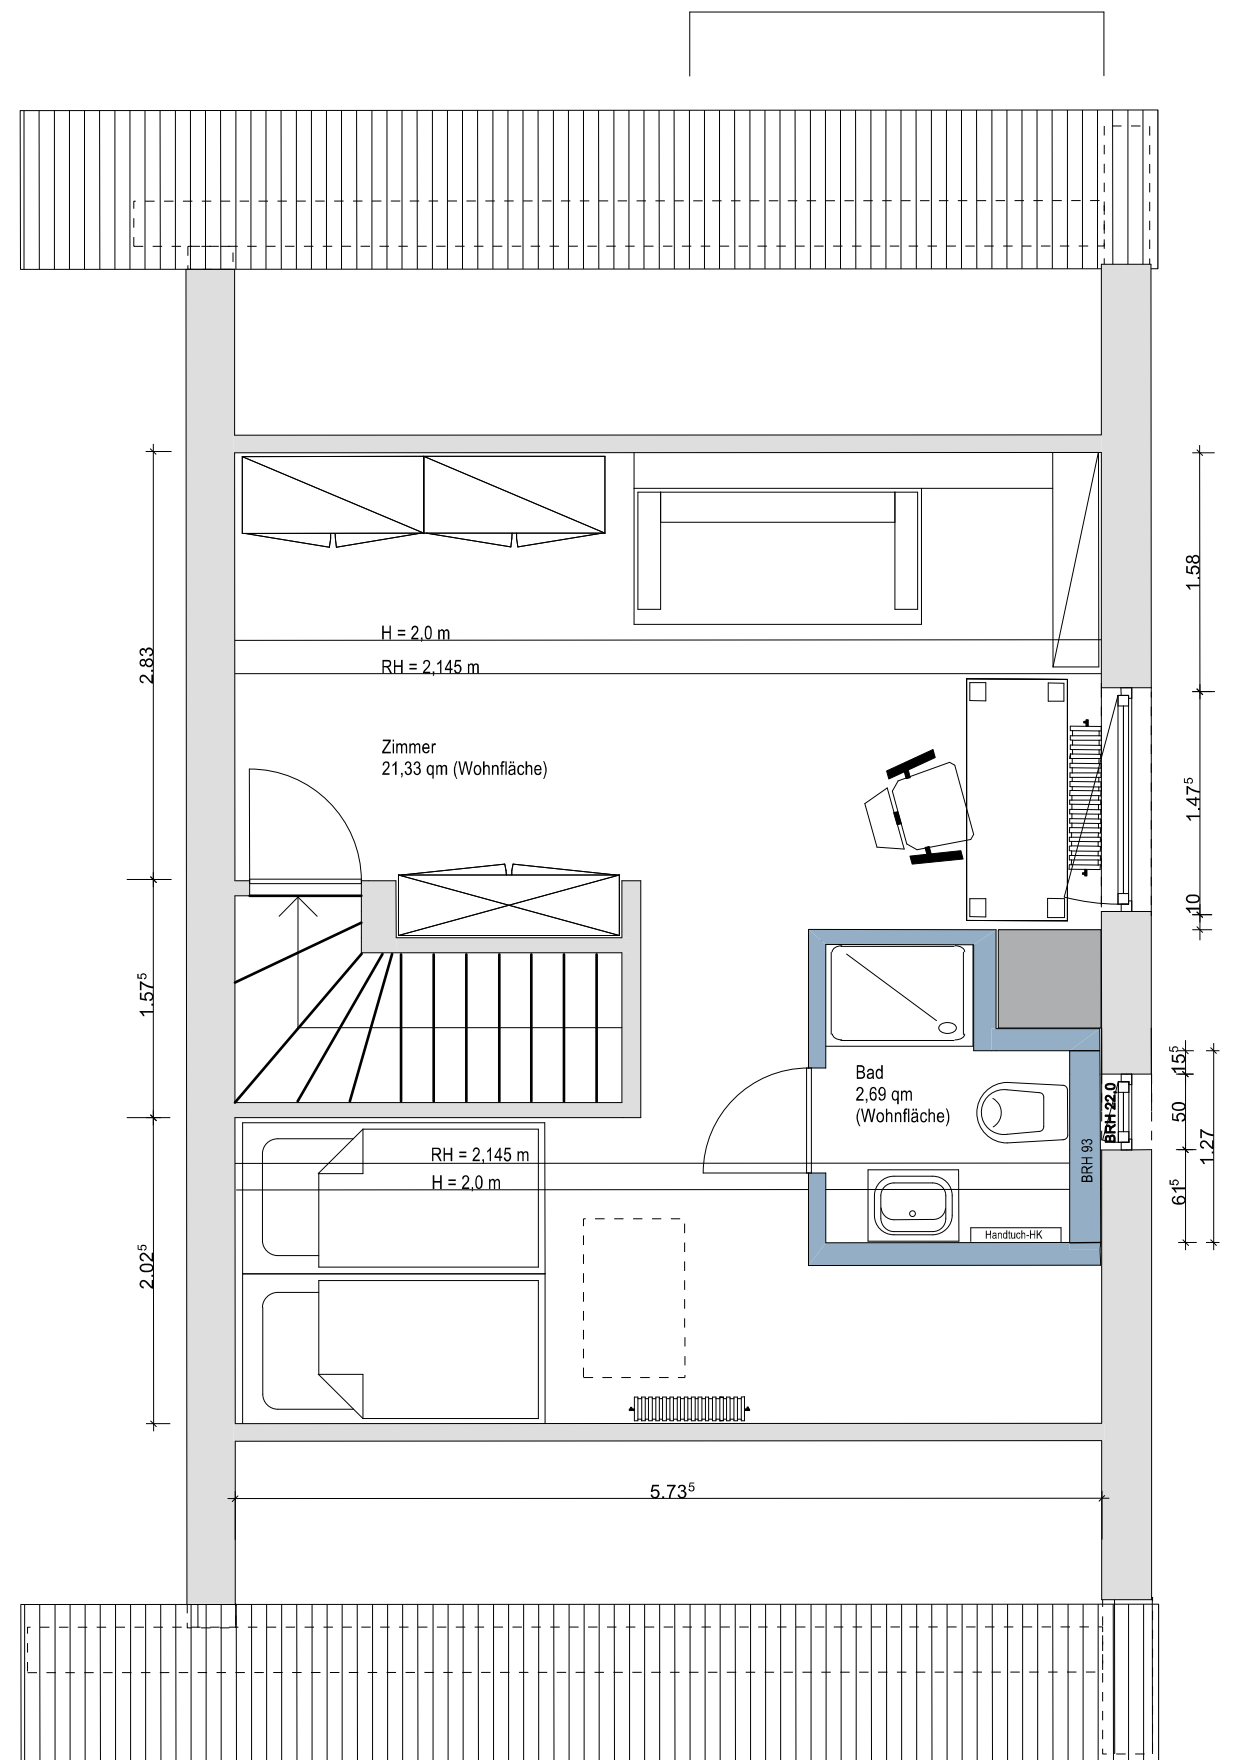 1.58
2.83
H = 2,0 m
RH = 2,145 m
Zimmer
21,33 qm (Wohnfläche)
1.47⁵
10
1.57⁵
15⁵
Bad
2,69 qm
(Wohnfläche)
BRH 22,0
50
1.27
BRH 93
RH = 2,145 m
H = 2,0 m
61⁵
Handtuch-HK
2.02⁵
5.73⁵